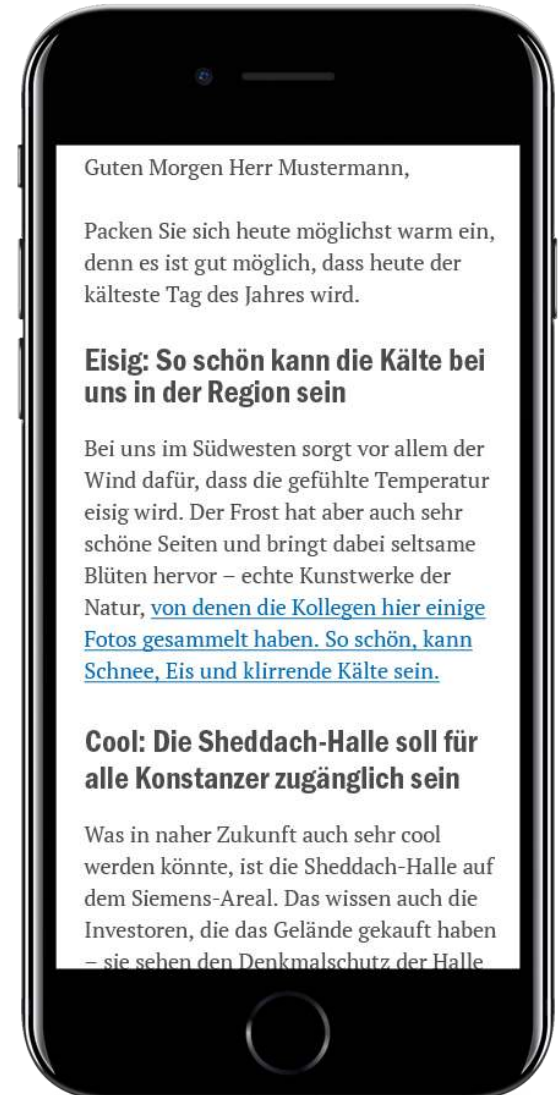 Guten Morgen Herr Mustermann,
Packen Sie sich heute möglichst warm ein,
denn es ist gut möglich, dass heute der
kälteste Tag des Jahres wird.
Eisig: So schön kann die Kälte bei
uns in der Region sein
Bei uns im Südwesten sorgt vor allem der
Wind dafür, dass die gefühlte Temperatur
eisig wird. Der Frost hat aber auch sehr
schöne Seiten und bringt dabei seltsame
Blüten hervor – echte Kunstwerke der
Natur, von denen die Kollegen hier einige
Fotos gesammelt haben. So schön, kann
Schnee, Eis und klirrende Kälte sein.
Cool: Die Sheddach-Halle soll für
alle Konstanzer zugänglich sein
Was in naher Zukunft auch sehr cool
werden könnte, ist die Sheddach-Halle auf
dem Siemens-Areal. Das wissen auch die
Investoren, die das Gelände gekauft haben
– sie sehen den Denkmalschutz der Halle